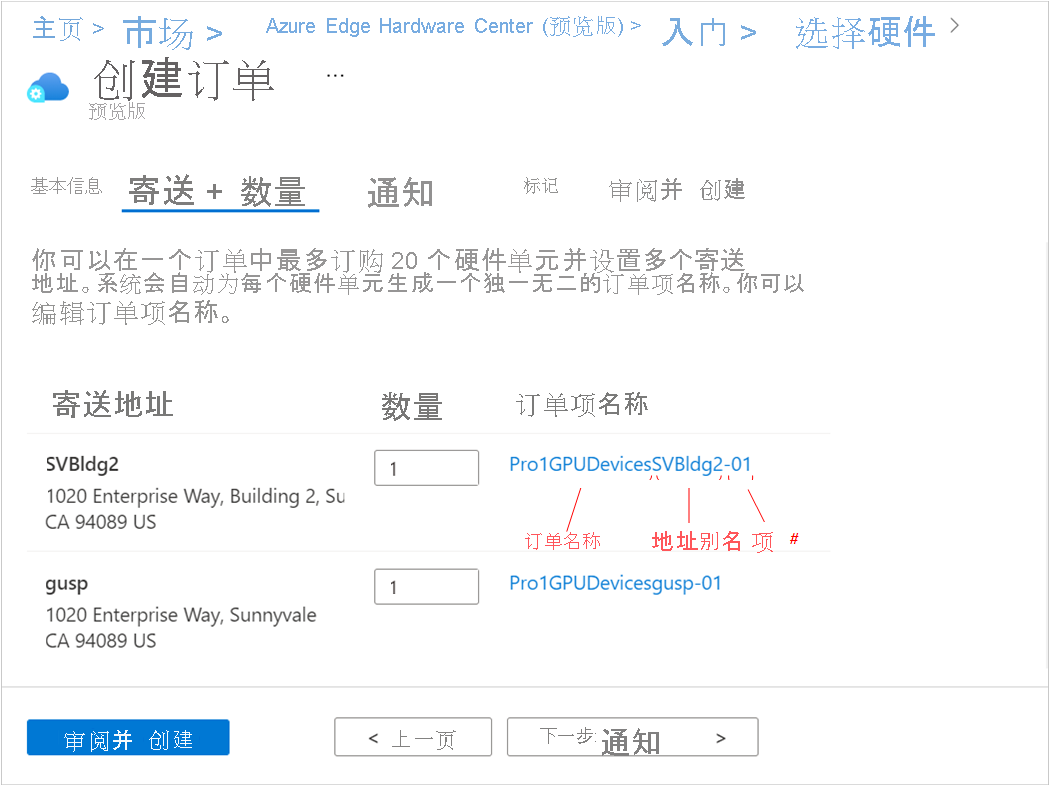 主页 > 市场 > Azure Edge Hardware Center (预览版) > 入门 > 选择硬件 >
创建订单 ...
预览版
基本信息 寄送 + 数量 通知 标记 审阅并 创建
你可以在一个订单中最多订购 20 个硬件单元并设置多个寄送
地址。系统会自动为每个硬件单元生成一个独一无二的订单项名称。你可以
编辑订单项名称。
寄送地址 数量 订单项名称
SVBldg2 1 Pro1GPUDevicesSVBldg2-01
1020 Enterprise Way, Building 2, Su
CA 94089 US
订单名称 地址别名 项 #
gusp 1 Pro1GPUDevicesgusp-01
1020 Enterprise Way, Sunnyvale
CA 94089 US
审阅并 创建 < 上一页 下一步: 通知 >